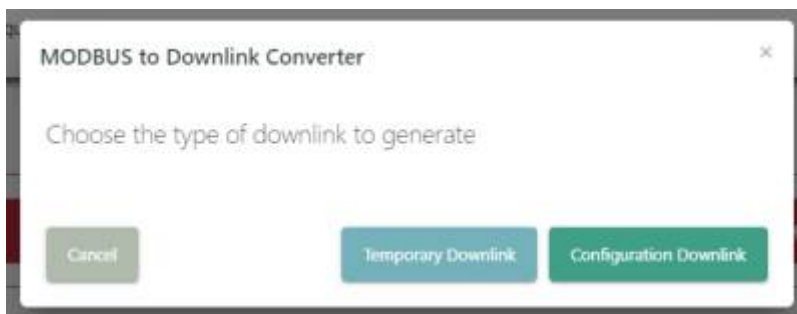 MODBUS to Downlink Converter
×
Choose the type of downlink to generate
Cancel
Temporary Downlink
Configuration Downlink